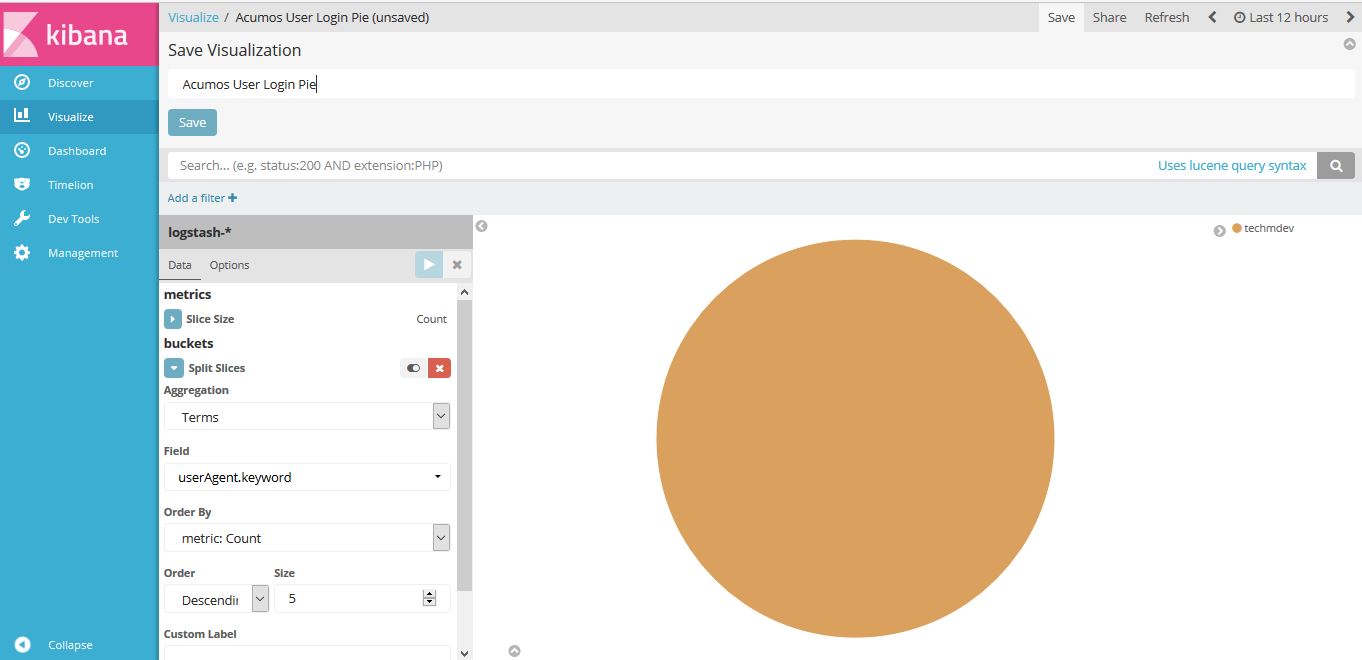 kibana
Discover
Visualize
Dashboard
Timelion
Dev Tools
Management
Collapse
Visualize / Acumos User Login Pie (unsaved)
Save Share Refresh Last 12 hours
Save Visualization
Acumos User Login Pie
Save
Search... (e.g. status:200 AND extension:PHP) Uses lucene query syntax
Add a filter +
logstash-*
Data Options
metrics
Slice Size Count
buckets
Split Slices
Aggregation
Terms
Field
userAgent.keyword
Order By
metric: Count
Order Size
Descendir 5
Custom Label
techmdev